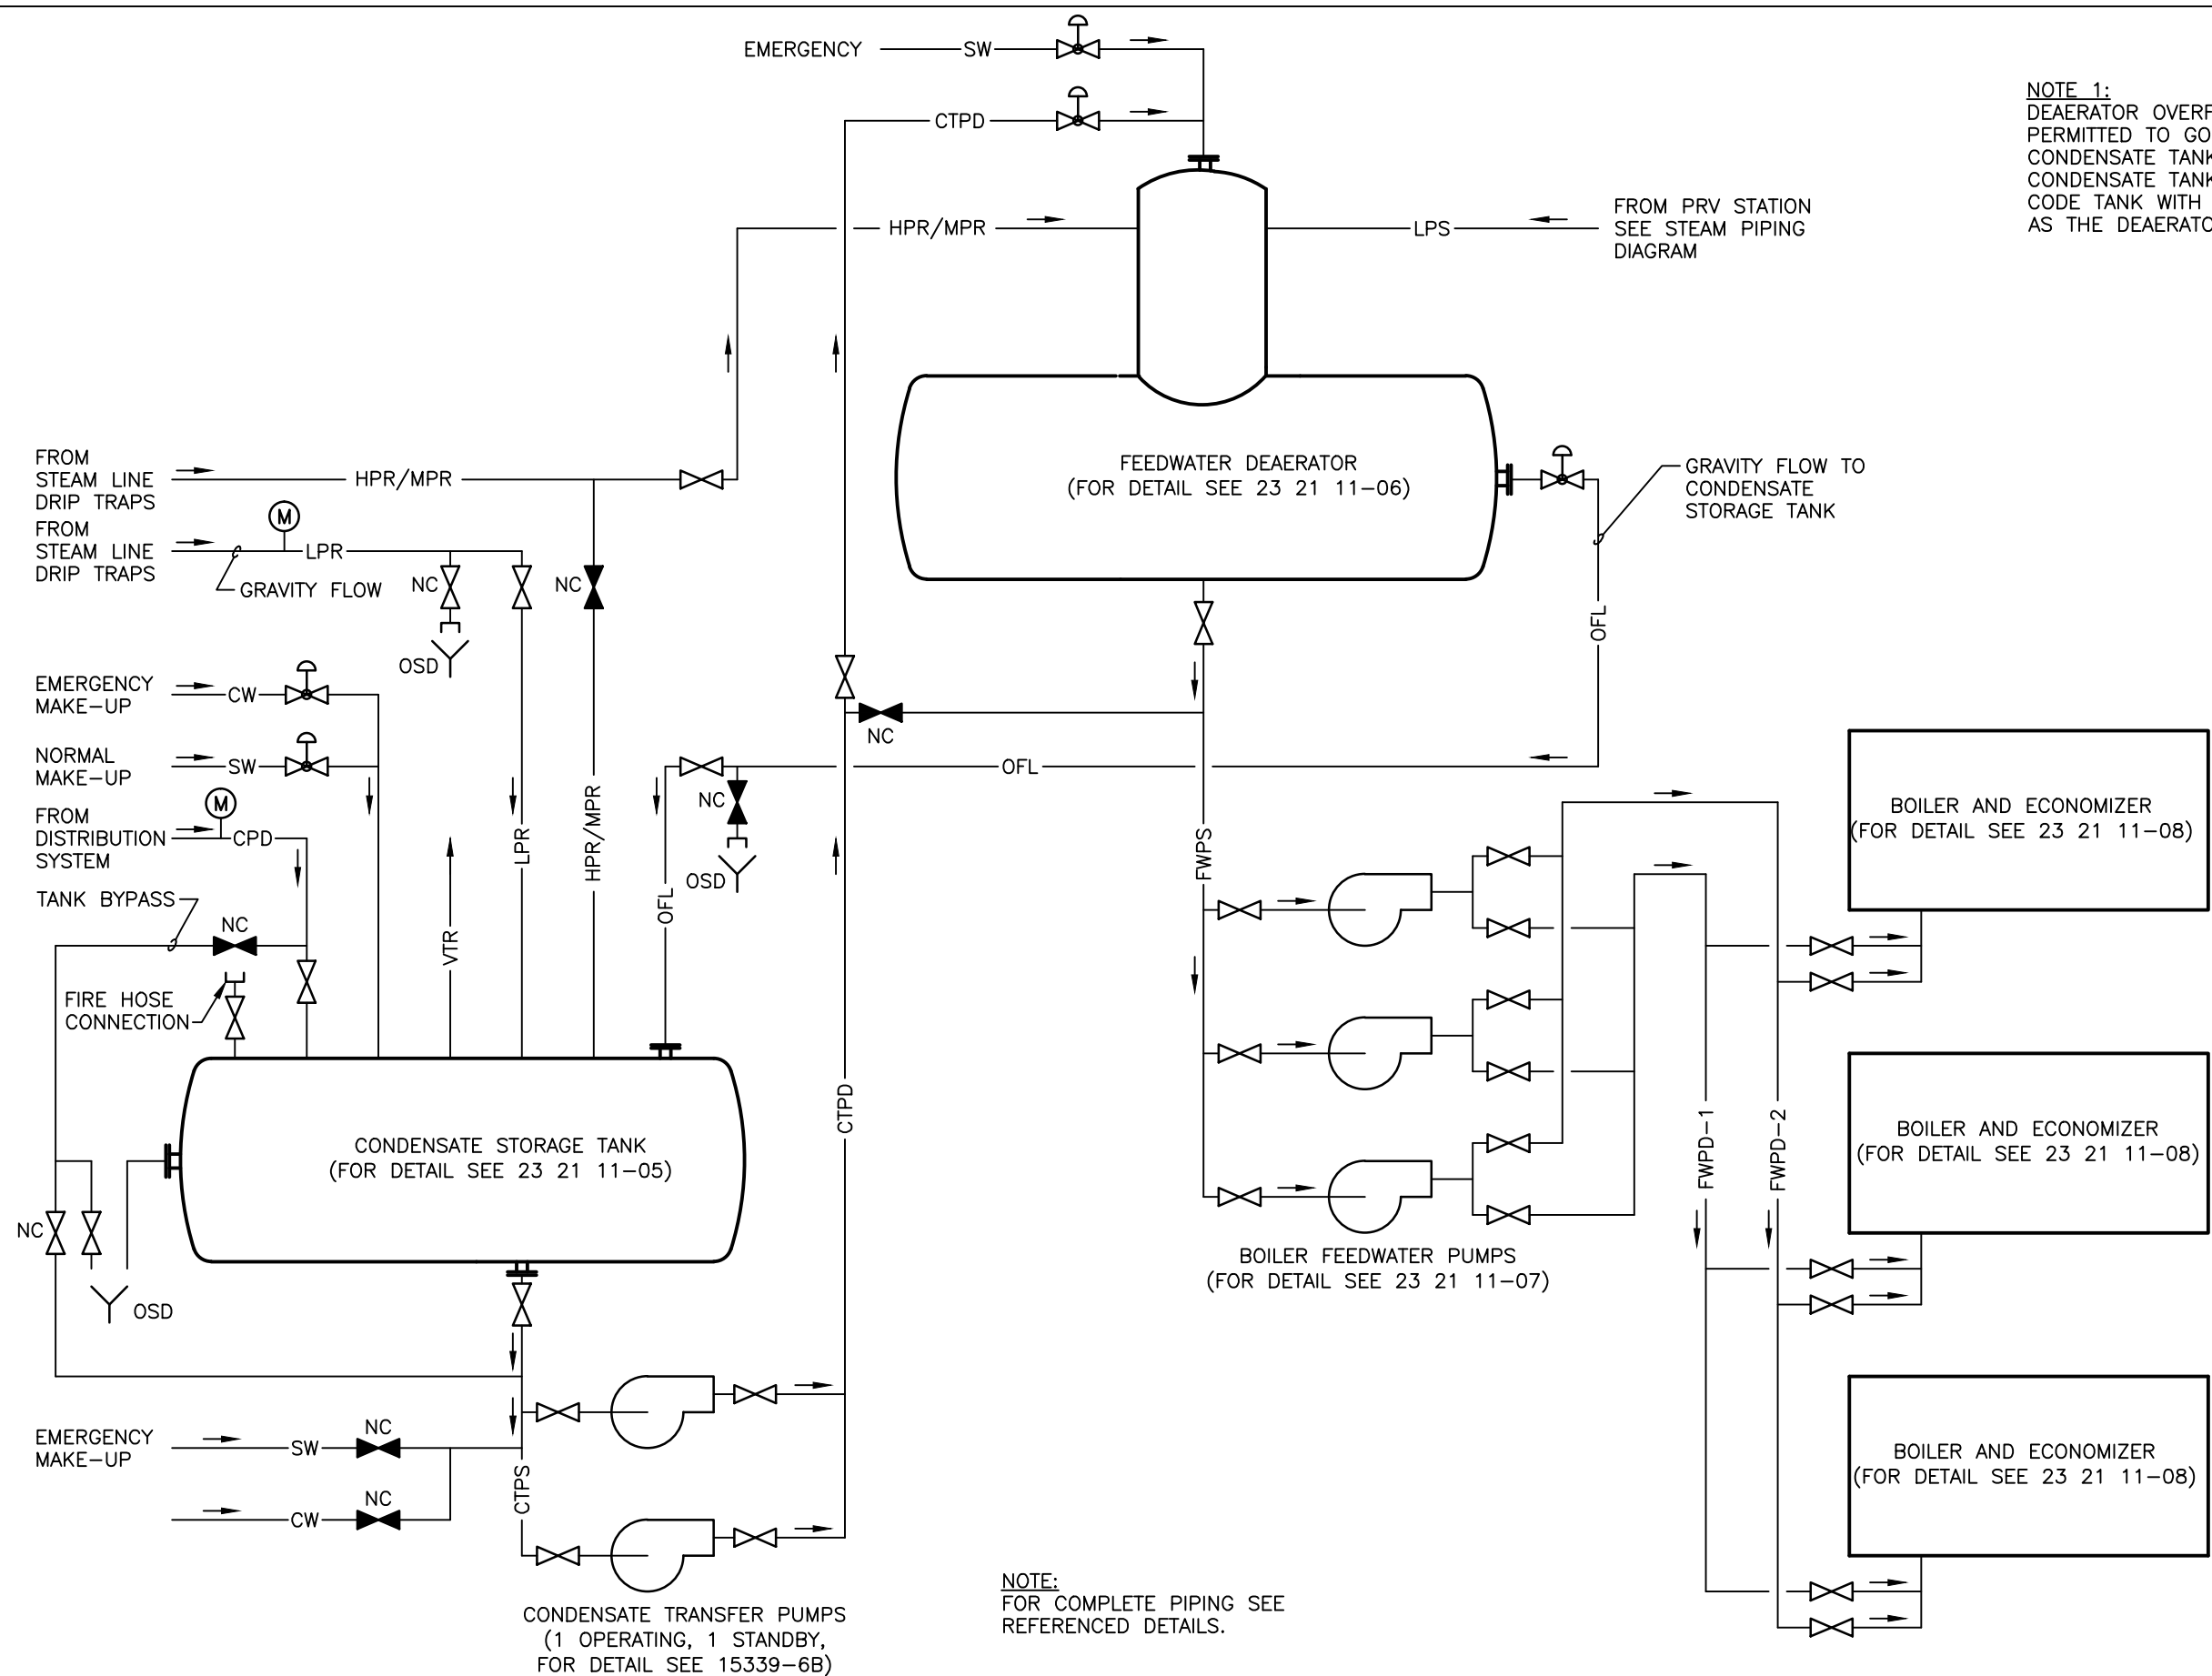 EMERGENCY
SW
CTPD
NOTE 1:
PERMITTED TO GO
CONDENSATE
CONDENSATE
CODE TANK WITH
AS THE
HPR/MPR
LPS
FROM PRV STATION
SEE STEAM PIPING
DIAGRAM
FROM
STEAM LINE
DRIP TRAPS
HPR/MPR
FEEDWATER DEAERATOR
(FOR DETAIL SEE 23 21 11-06)
GRAVITY FLOW TO
CONDENSATE
STORAGE TANK
FROM
STEAM LINE
DRIP TRAPS
M
LPR
GRAVITY FLOW
NC
NC
OSD
OFL
EMERGENCY
MAKE-UP
CW
NORMAL
MAKE-UP
SW
NC
OFL
FROM
DISTRIBUTION
SYSTEM
M
CPD
LPR
HPR/MPR
NC
OSD
OFL
FWPS
TANK BYPASS
NC
VTR
FIRE HOSE
CONNECTION
BOILER AND ECONOMIZER
(FOR DETAIL SEE 23 21 11-08)
CONDENSATE STORAGE TANK
(FOR DETAIL SEE 23 21 11-05)
CTPD
FWPD-1
FWPD-2
BOILER AND ECONOMIZER
(FOR DETAIL SEE 23 21 11-08)
NC
OSD
BOILER FEEDWATER PUMPS
(FOR DETAIL SEE 23 21 11-07)
EMERGENCY
MAKE-UP
SW
NC
CW
NC
CTPS
BOILER AND ECONOMIZER
(FOR DETAIL SEE 23 21 11-08)
CONDENSATE TRANSFER PUMPS
(1 OPERATING, 1 STANDBY,
FOR DETAIL SEE 15339-6B)
NOTE:
FOR COMPLETE PIPING SEE
REFERENCED DETAILS.